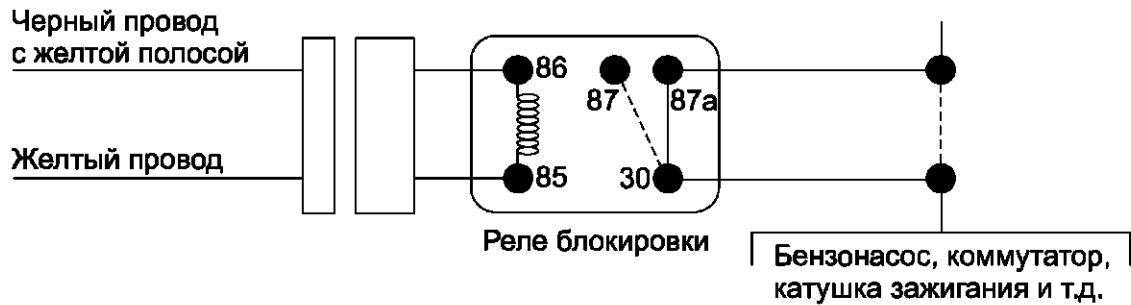 Черный провод
с желтой полосой
86
87
87a
Желтый провод
85
30
Реле блокировки
Бензонасос, коммутатор,
катушка зажигания и т.д.